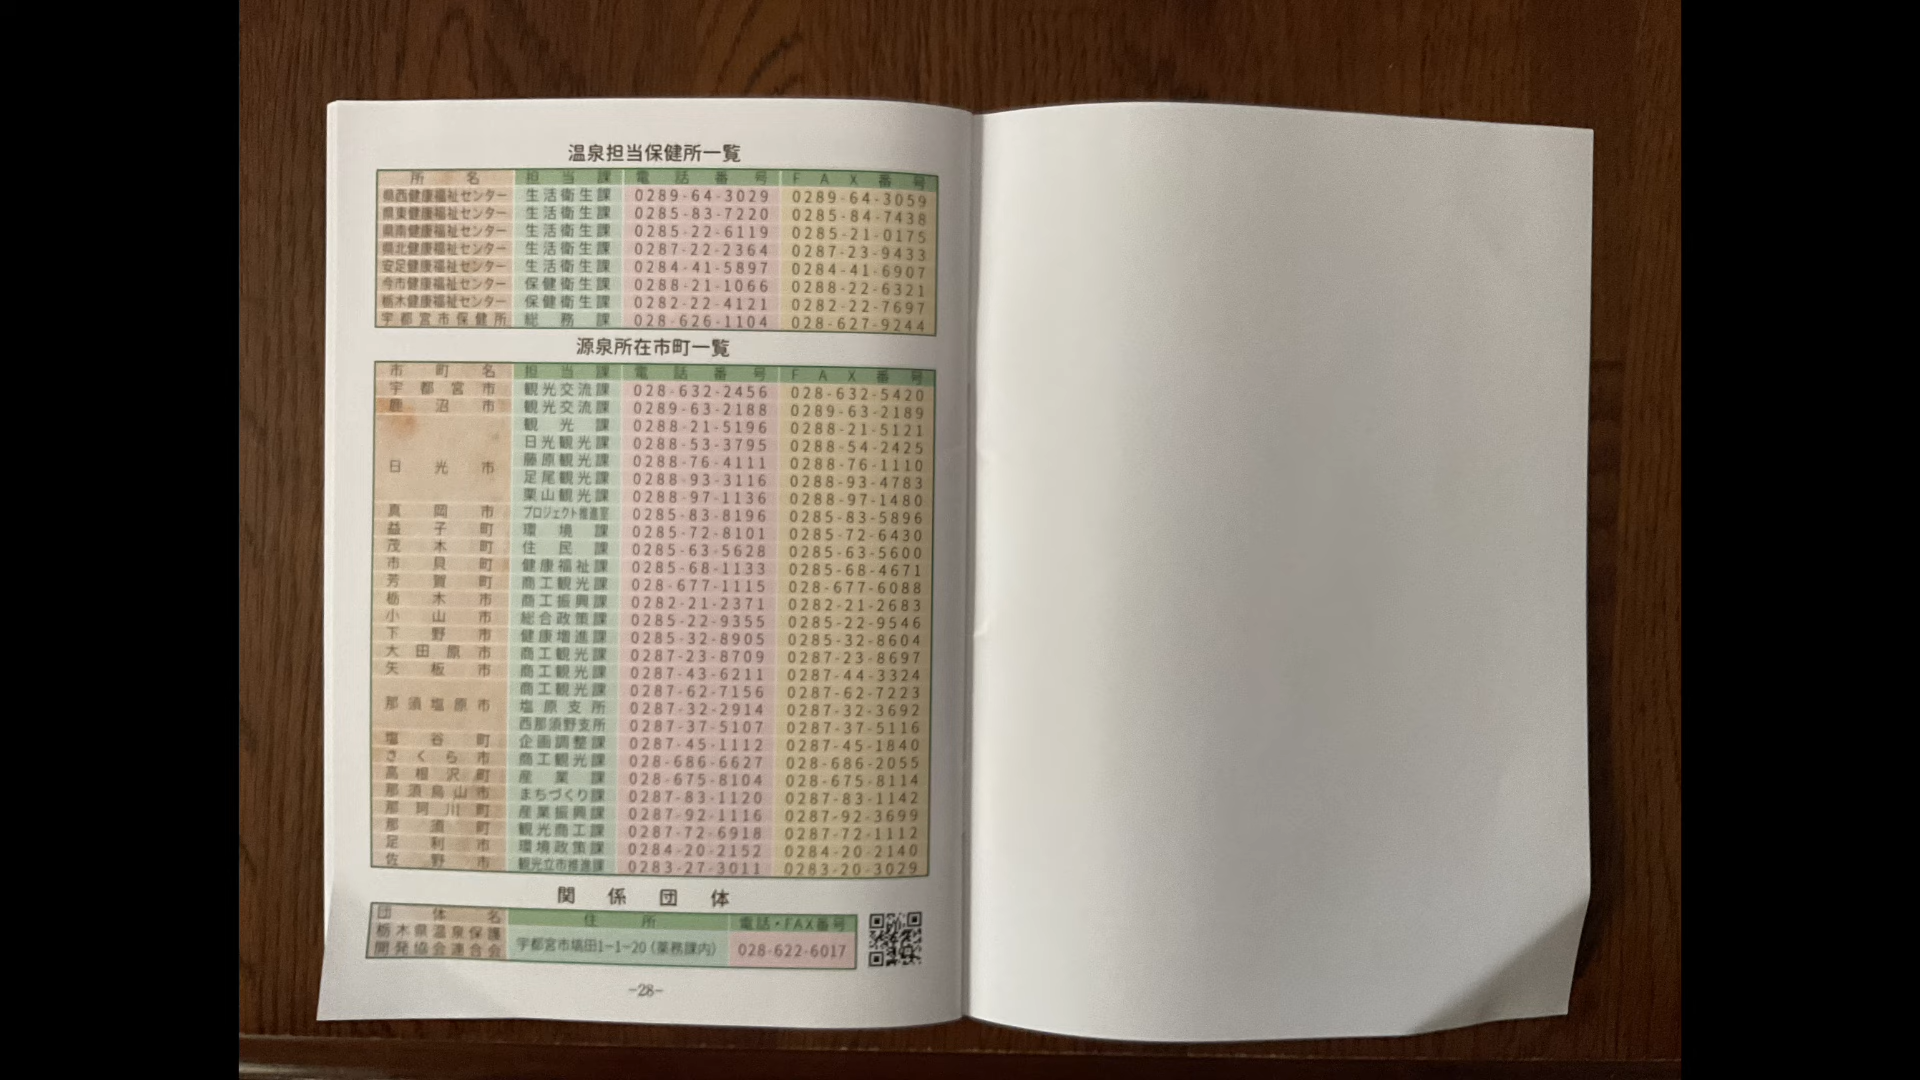 温泉担当保健所一覧
所名 担当課 電話番号 FAX番号
県西健康福祉センター 生活衛生課 0289-64-3029 0289-64-3059
県東健康福祉センター 生活衛生課 0285-83-7220 0285-84-7438
県南健康福祉センター 生活衛生課 0285-22-6119 0285-21-0175
県北健康福祉センター 生活衛生課 0287-22-2364 0287-23-9433
安足健康福祉センター 生活衛生課 0284-41-5897 0284-41-6907
今市健康福祉センター 保健衛生課 0288-21-1066 0288-22-6321
栃木健康福祉センター 保健衛生課 0282-22-4121 0282-22-7697
宇都宮市保健所 総務課 028-626-1104 028-627-9244
源泉所在市町一覧
市町名 担当課 電話番号 FAX番号
宇都宮市 観光交流課 028-632-2456 028-632-5420
鹿沼市 観光交流課 0289-63-2188 0289-63-2189
観光課 0288-21-5196 0288-21-5121
日光観光課 0288-53-3795 0288-54-2425
日光市 藤原観光課 0288-76-4111 0288-76-1110
足尾観光課 0288-93-3116 0288-93-4783
栗山観光課 0288-97-1136 0288-97-1480
真岡市 プロジェクト推進室 0285-83-8196 0285-83-5896
益子町 環境課 0285-72-8101 0285-72-6430
茂木町 住民課 0285-63-5628 0285-63-5600
市貝町 健康福祉課 0285-68-1133 0285-68-4671
芳賀町 商工観光課 028-677-1115 028-677-6088
栃木市 商工振興課 0282-21-2371 0282-21-2683
小山市 総合政策課 0285-22-9355 0285-22-9546
下野市 健康増進課 0285-32-8905 0285-32-8604
大田原市 商工観光課 0287-23-8709 0287-23-8697
矢板市 商工観光課 0287-43-6211 0287-44-3324
商工観光課 0287-62-7156 0287-62-7223
那須塩原市 塩原支所 0287-32-2914 0287-32-3692
西那須野支所 0287-37-5107 0287-37-5116
塩谷町 企画調整課 0287-45-1112 0287-45-1840
さくら市 商工観光課 028-686-6627 028-686-2055
高根沢町 産業課 028-675-8104 028-675-8114
那須烏山市 まちづくり課 0287-83-1120 0287-83-1142
那珂川町 産業振興課 0287-92-1116 0287-92-3699
那須町 観光商工課 0287-72-6918 0287-72-1112
足利市 環境政策課 0284-20-2152 0284-20-2140
佐野市 観光立市推進課 0283-27-3011 0283-20-3029
関係団体
団体名 住所 電話・FAX番号
栃木県温泉保護
開発協会連合会 宇都宮市塙田1-1-20(薬務課内) 028-622-6017
-28-